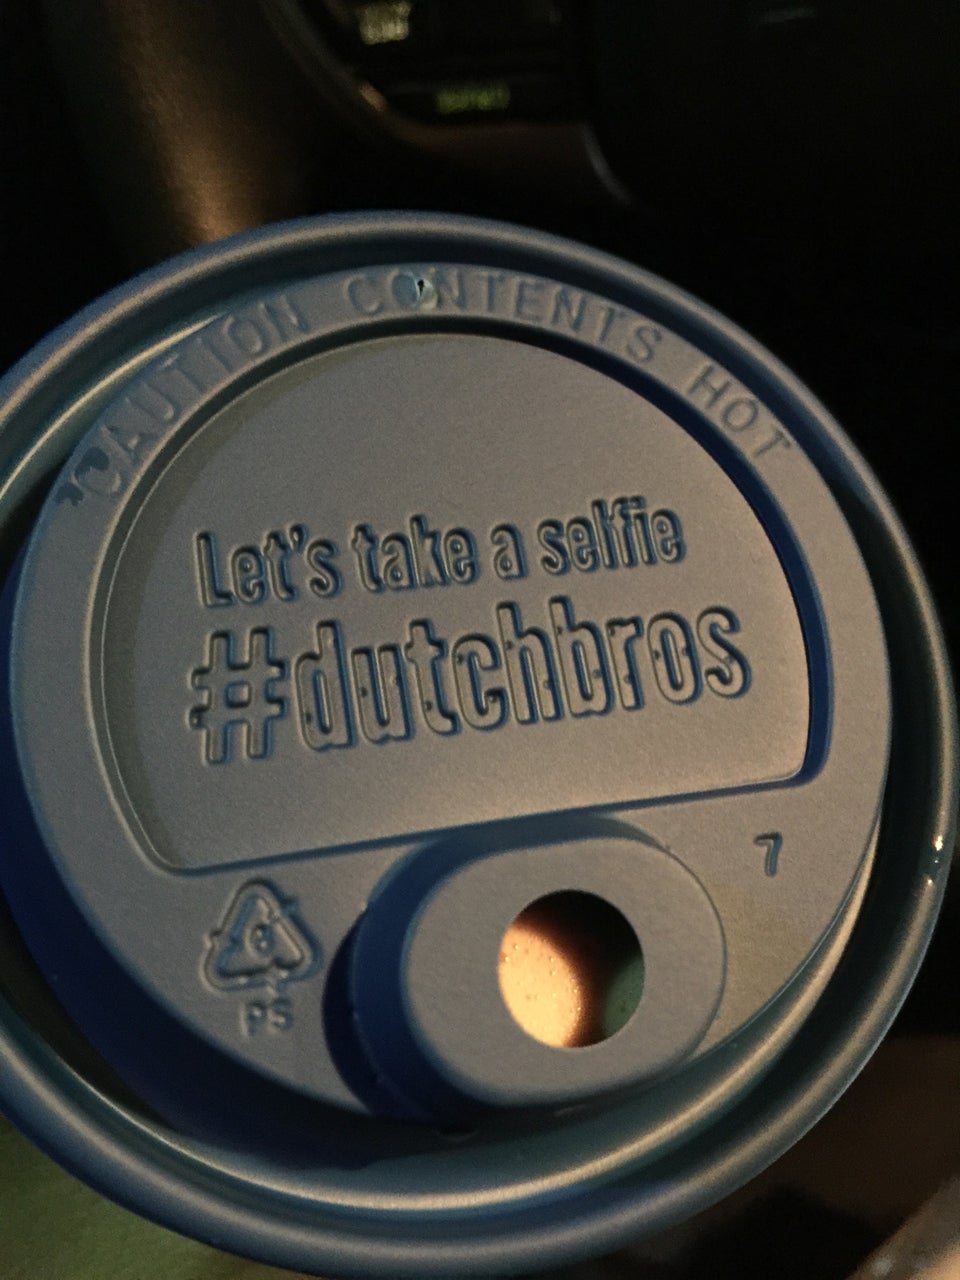 CAUTION CONTENTS HOT
Let's take a selfie
#dutchbros
7
6
PS